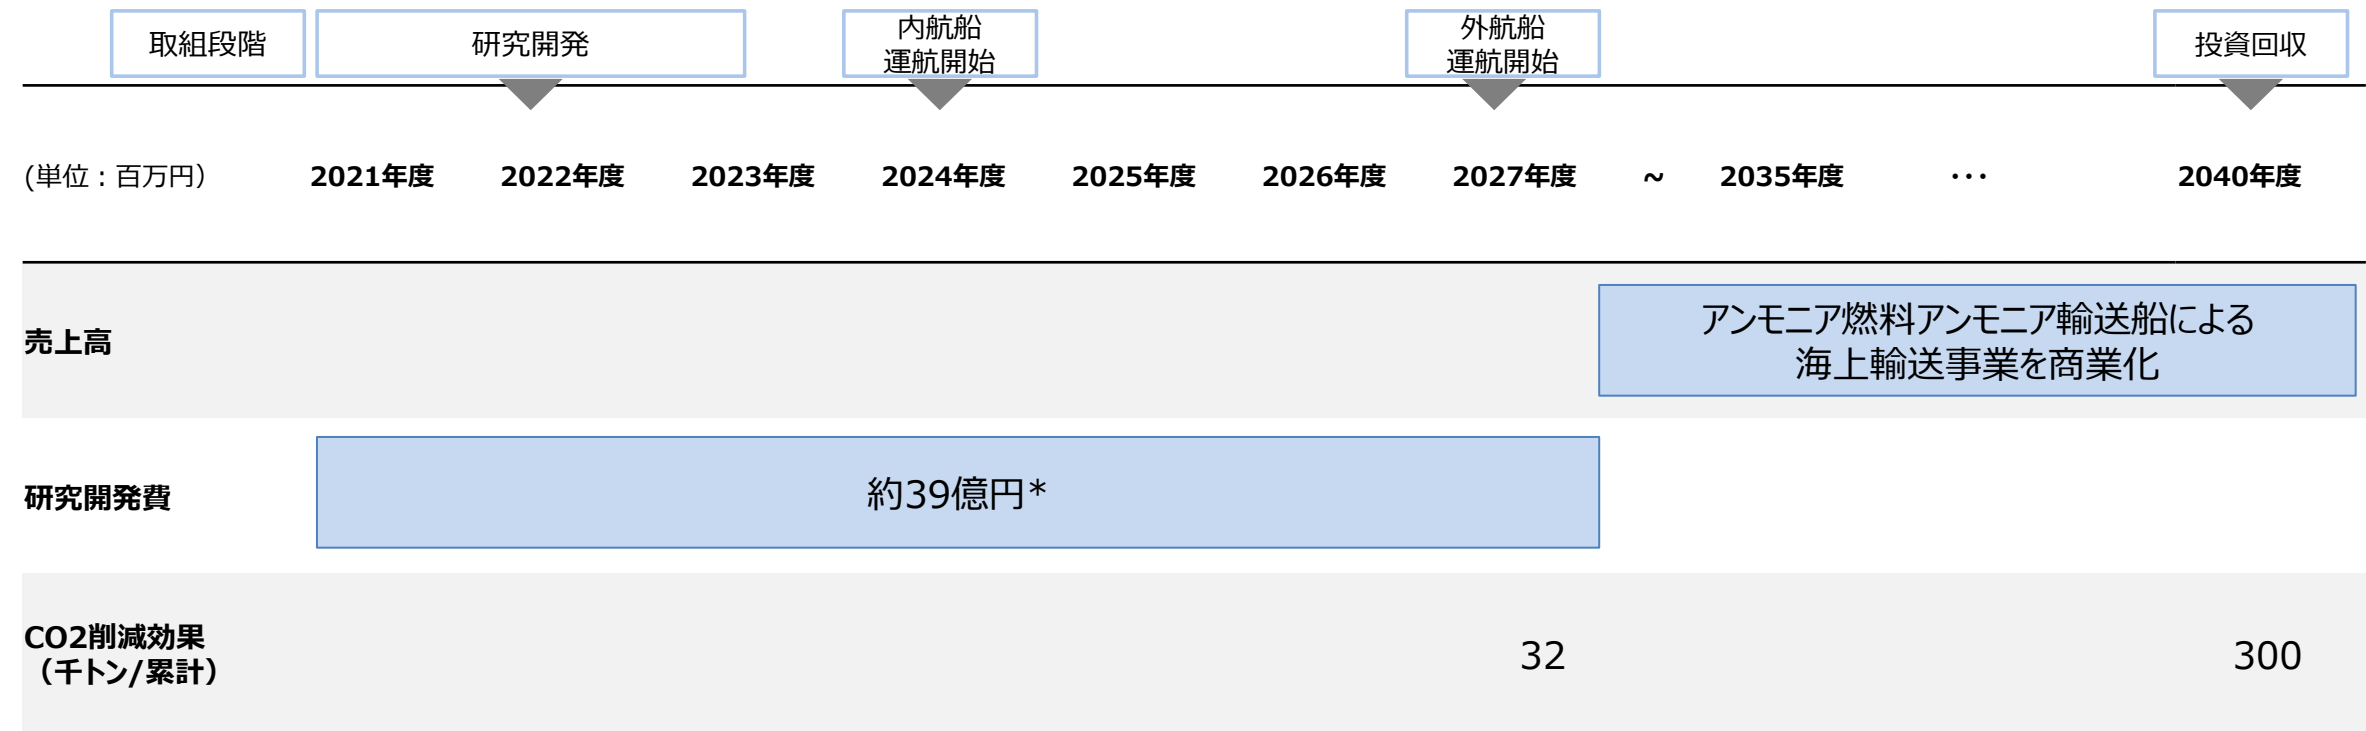 取組段階
研究開発
内航船
運航開始
外航船
運航開始
投資回収
(単位：百万円）
2021年度
2022年度
2023年度
2024年度
2025年度
2026年度
2027年度
~
2035年度
･･･
2040年度
売上高
アンモニア燃料アンモニア輸送船による
海上輸送事業を商業化
研究開発費
約39億円*
CO2削減効果
（千トン/累計）
32
300